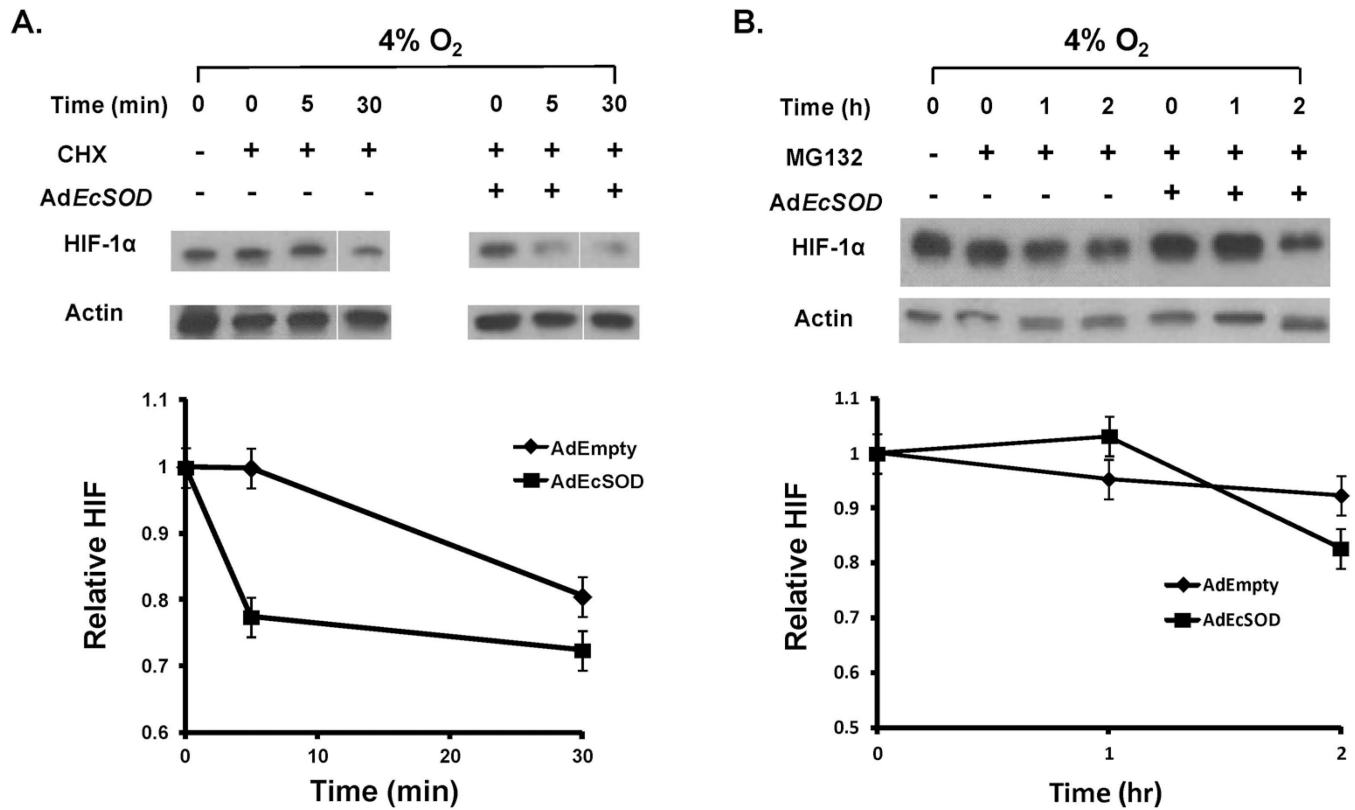 A.
4% O2
Time (min) 0 0 5 30 0 5 30
CHX - + + + + + +
AdEcSOD - - - - + + +
HIF-1α
Actin
1.1
1
0.9
0.8
0.7
0.6
Relative HIF
0 10 20 30
Time (min)
AdEmpty
AdEcSOD
B.
4% O2
Time (h) 0 0 1 2 0 1 2
MG132 - + + + + + +
AdEcSOD - - - - + + +
HIF-1α
Actin
1.1
1
0.9
0.8
0.7
0.6
0.5
Relative HIF
0 1 2
Time (hr)
AdEmpty
AdEcSOD